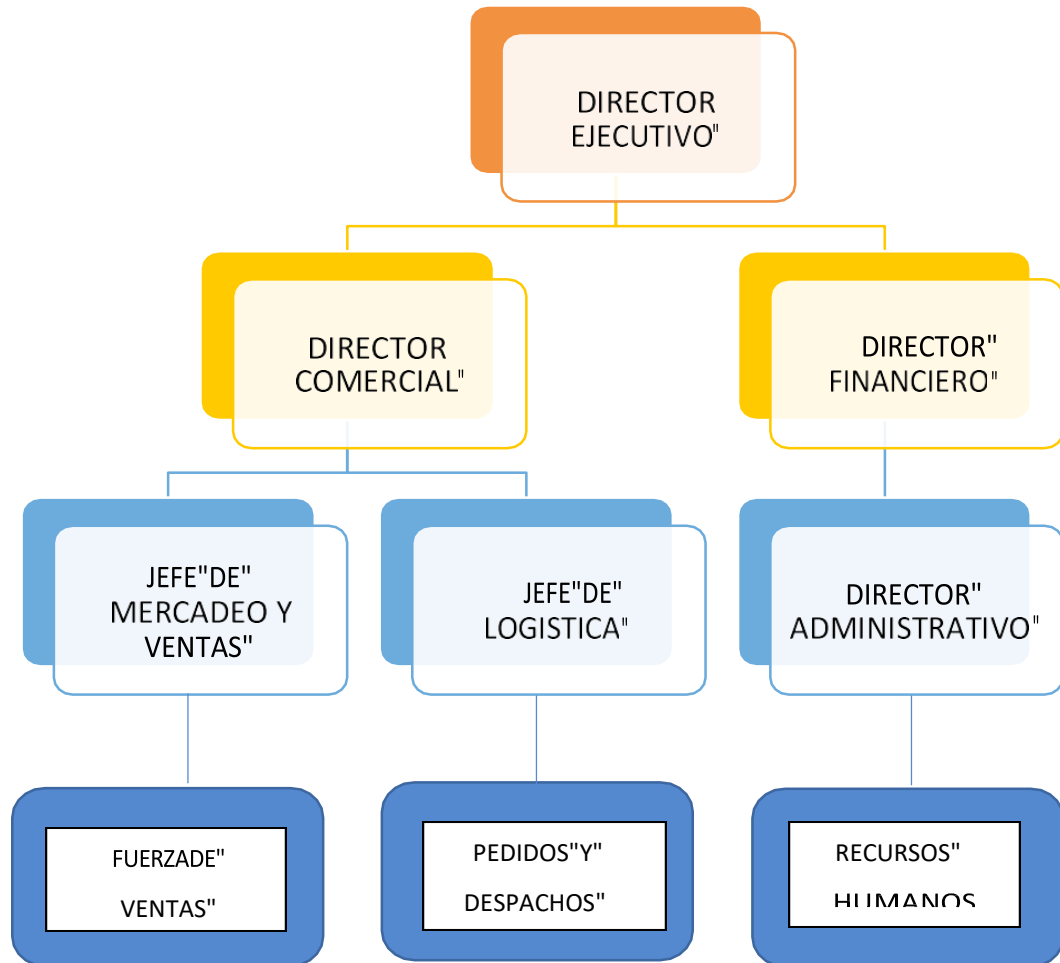 DIRECTOR
EJECUTIVO"
DIRECTOR
COMERCIAL"
DIRECTOR"
FINANCIERO"
JEFE"DE"
MERCADEO Y
VENTAS"
JEFE"DE"
LOGISTICA"
DIRECTOR"
ADMINISTRATIVO"
FUERZADE"
VENTAS"
PEDIDOS"Y"
DESPACHOS"
RECURSOS"
HUMANOS